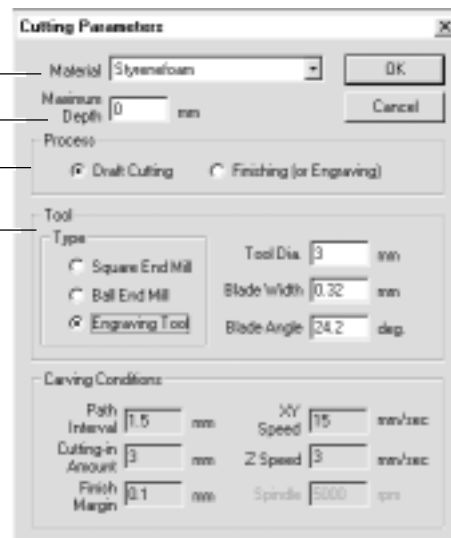 Cutting Parameters
Material Styrenefoam OK
Maximum Depth 0 mm Cancel
Process
Draft Cutting Finishing (or Engraving)
Tool
Type
Square End Mill
Ball End Mill
Engraving Tool
Tool Dia. 3 mm
Blade Width 0.32 mm
Blade Angle 24.2 deg.
Carving Conditions
Path Interval 1.5 mm XY Speed 15 mm/sec
Cutting-in Amount 3 mm Z Speed 3 mm/sec
Finish Margin 0.1 mm Spindle 5000 rpm